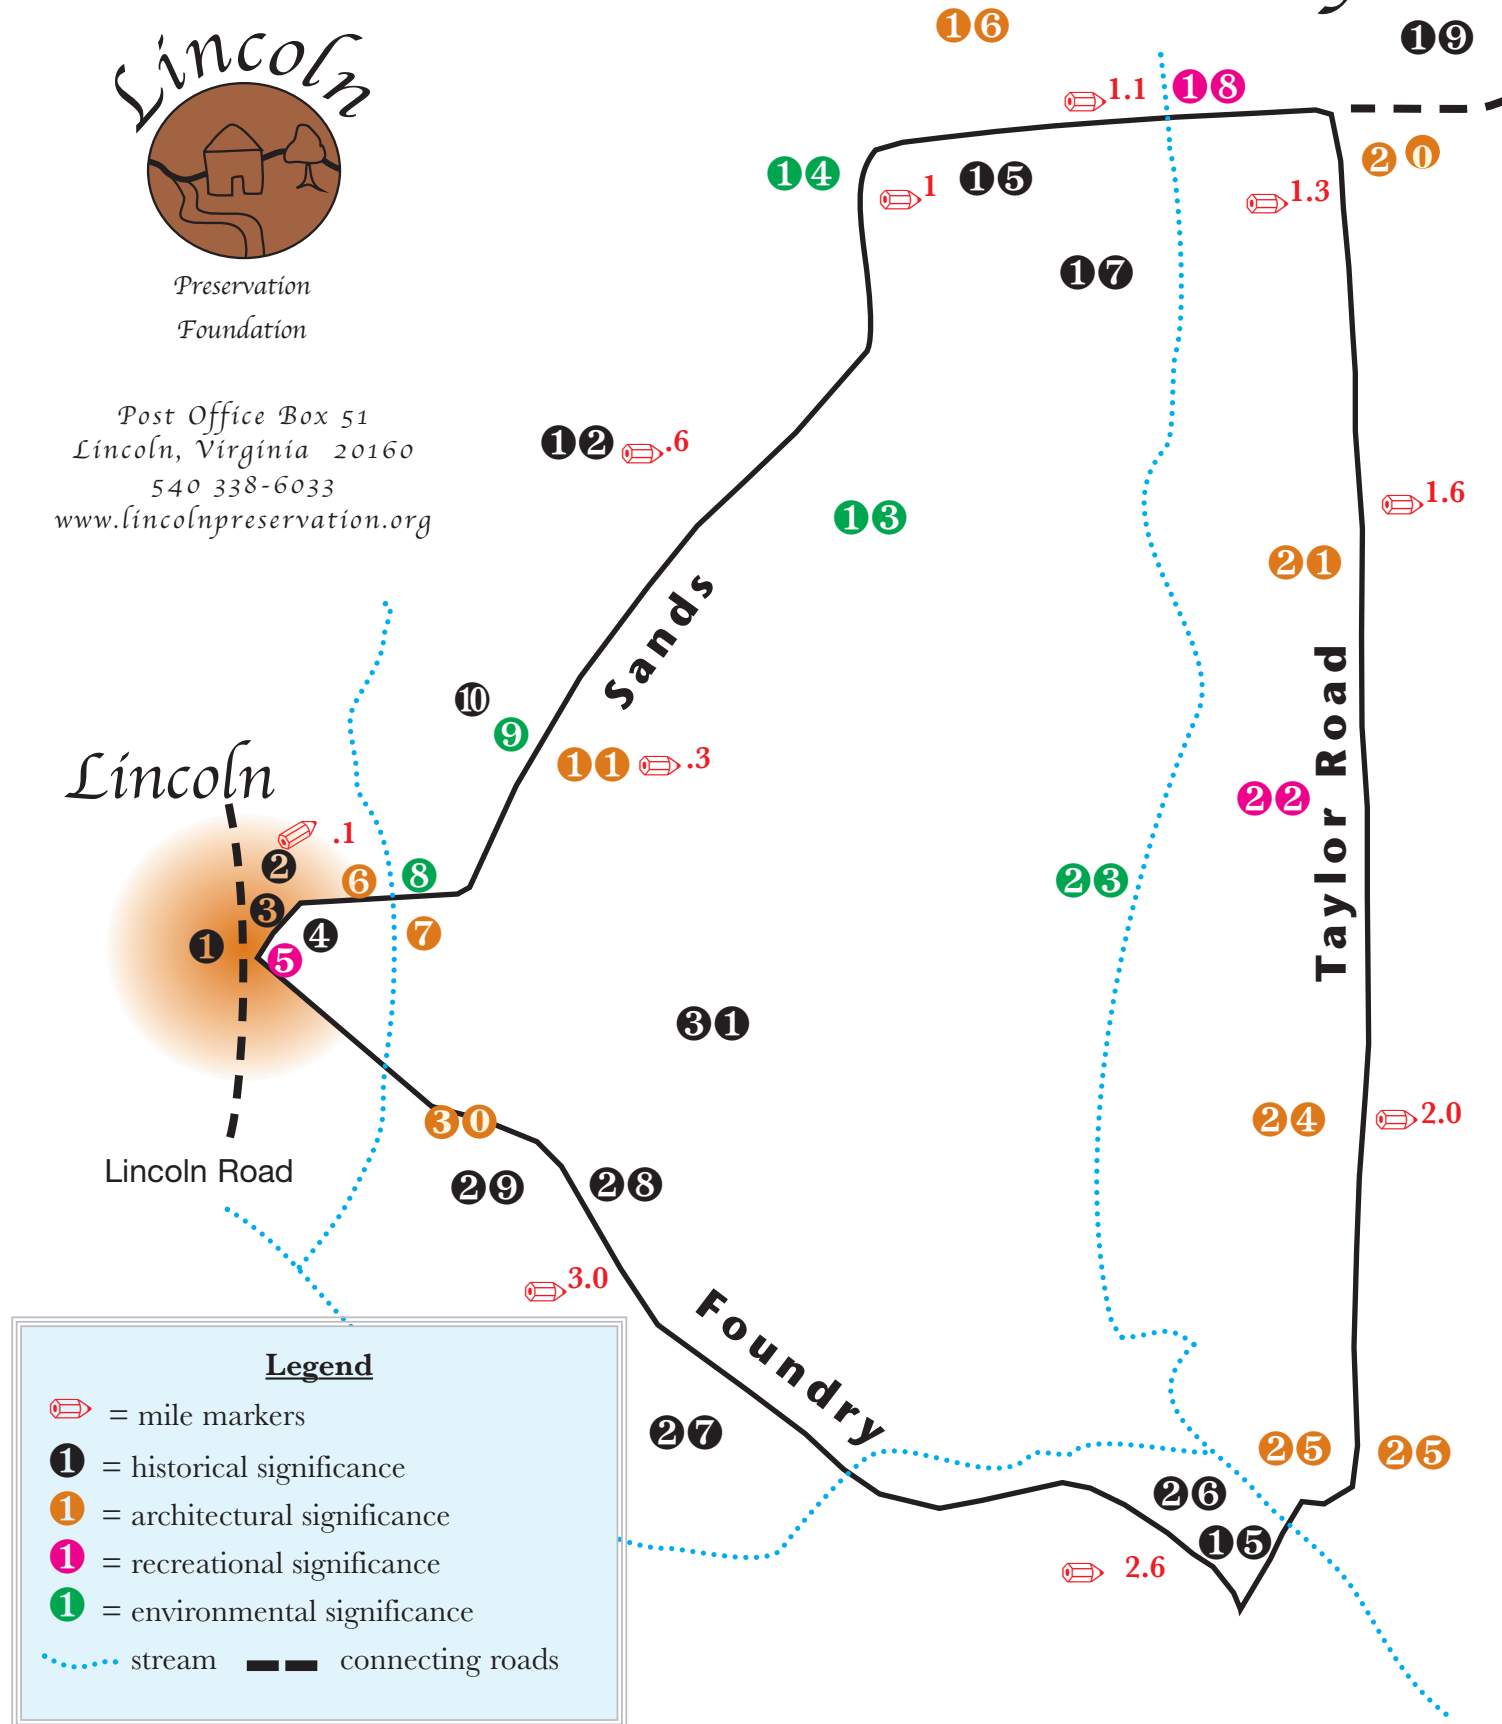 Lincoln
Preservation
Foundation
Post Office Box 51
Lincoln, Virginia 20160
540 338-6033
www.lincolnpreservation.org
16
19
1.1
18
14
1
15
1.3
20
17
12
.6
13
1.6
21
Sands
10
9
11
.3
Taylor Road
22
Lincoln
.1
2
6
8
23
3
4
7
1
5
31
30
24
2.0
Lincoln Road
29
28
3.0
Foundry
27
25
25
26
15
2.6
Legend
= mile markers
1 = historical significance
1 = architectural significance
1 = recreational significance
1 = environmental significance
stream connecting roads